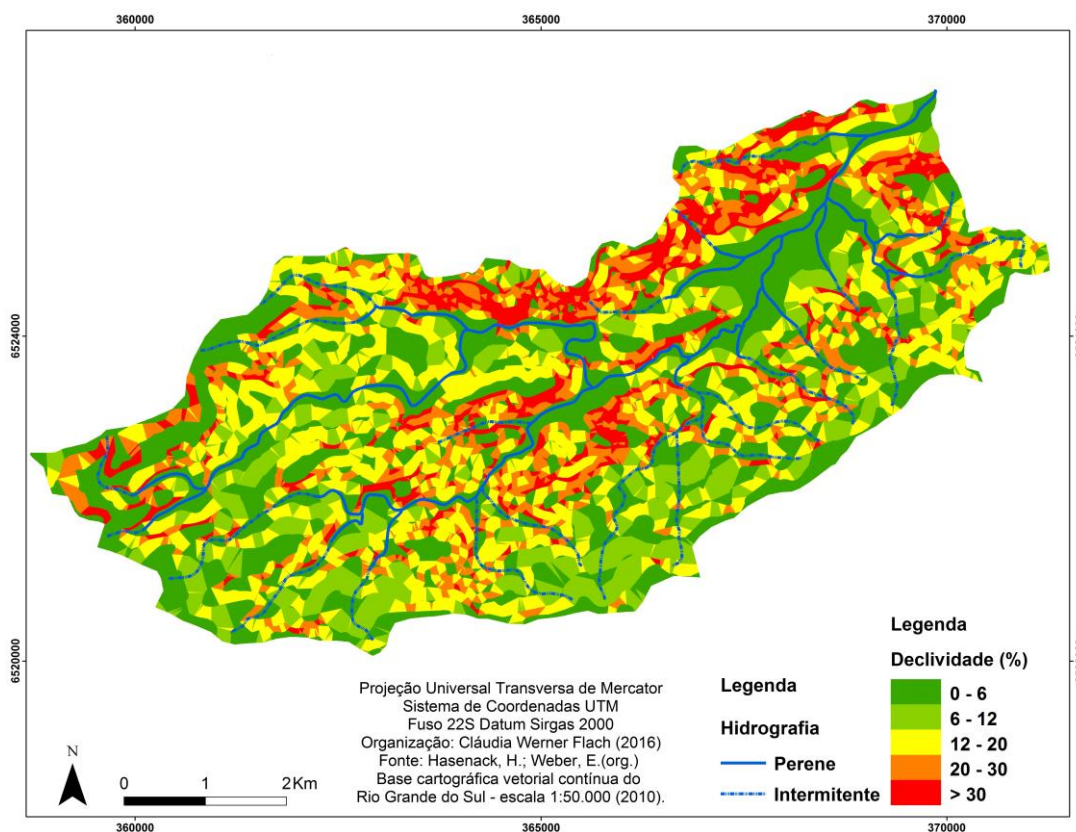 360000
365000
370000
6524000
6520000
Projeção Universal Transversa de Mercator
Sistema de Coordenadas UTM
Fuso 22S Datum Sirgas 2000
Organização: Cláudia Werner Flach (2016)
Fonte: Hasenack, H.; Weber, E.(org.)
Base cartográfica vetorial contínua do
Rio Grande do Sul - escala 1:50.000 (2010).
N
0 1 2Km
Legenda
Hidrografia
Perene
Intermitente
Legenda
Declividade (%)
0 - 6
6 - 12
12 - 20
20 - 30
> 30
360000
365000
370000